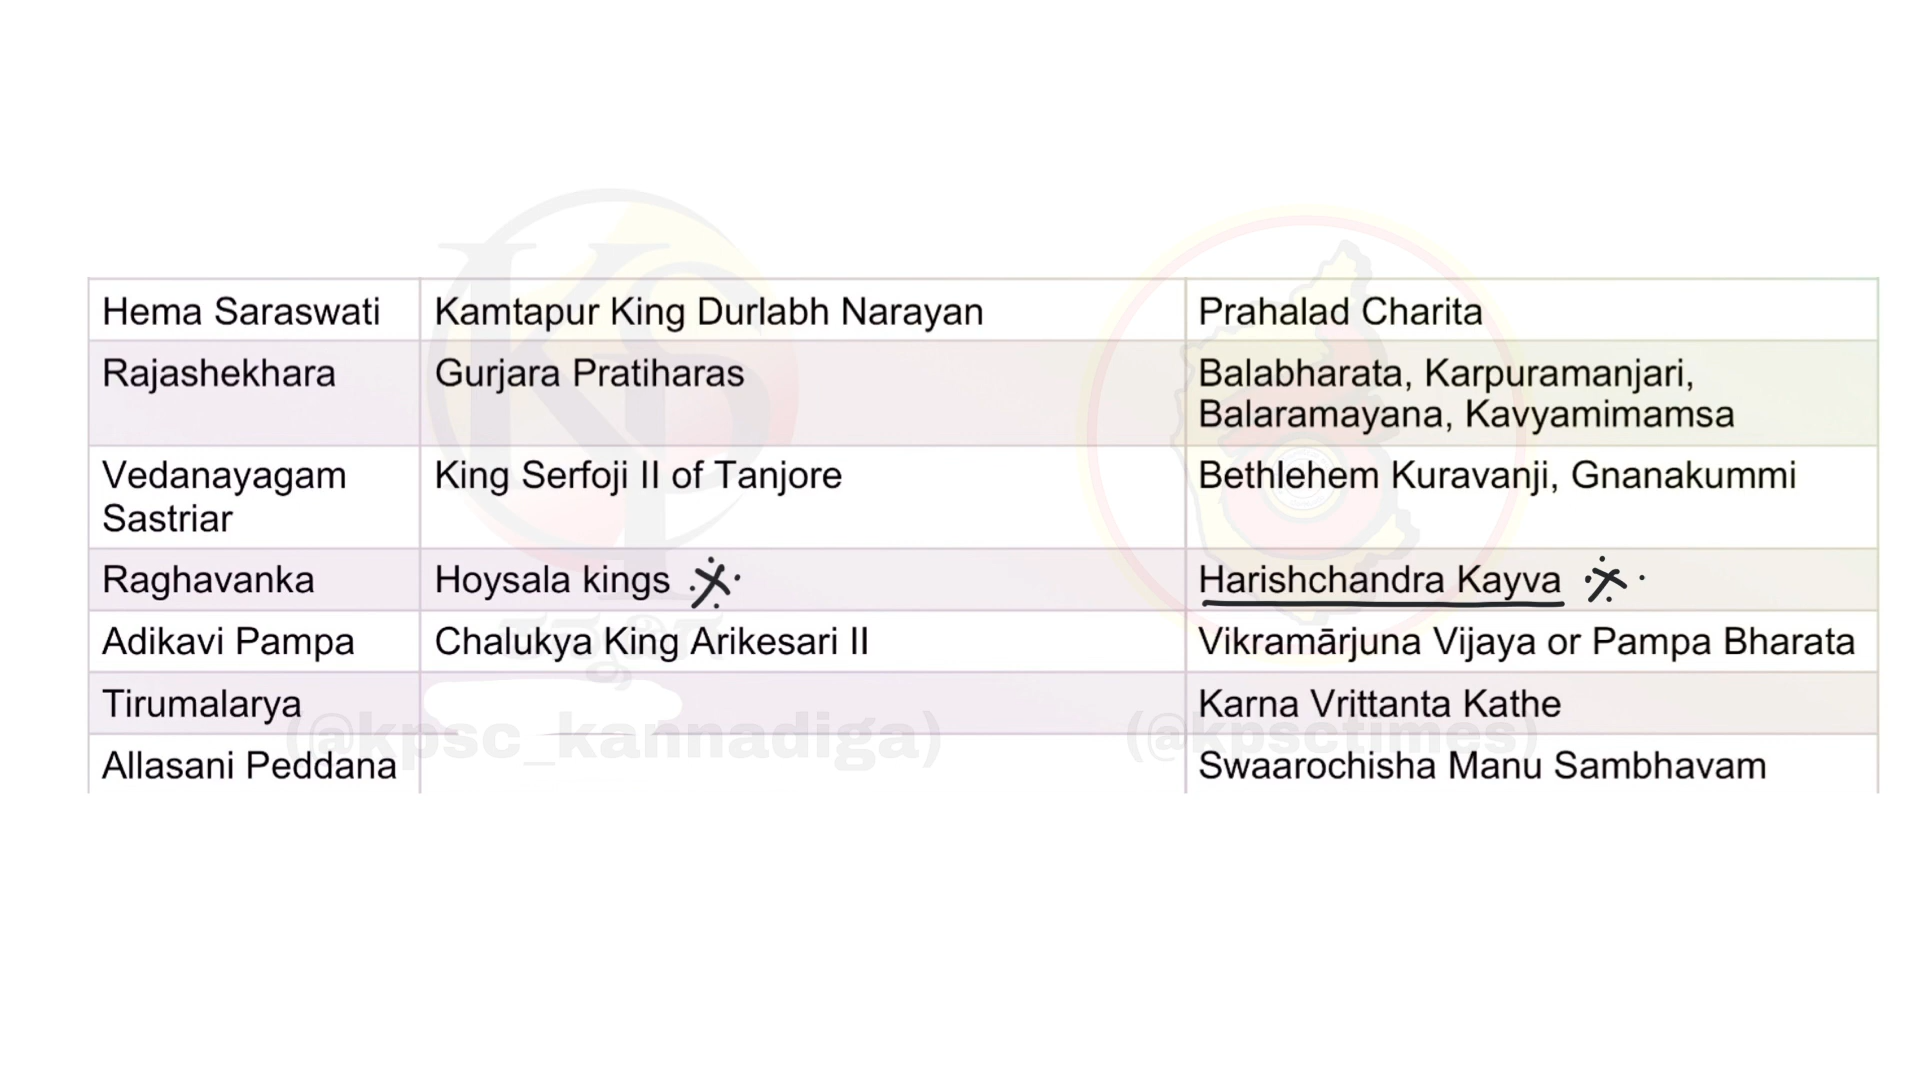 Hema Saraswati
Kamtapur King Durlabh Narayan
Prahalad Charita
Rajashekhara
Gurjara Pratiharas
Balabharata, Karpuramanjari,
Balaramayana, Kavyamimamsa
Vedanayagam
Sastriar
King Serfoji II of Tanjore
Bethlehem Kuravanji, Gnanakummi
Raghavanka
Hoysala kings
Harishchandra Kayva
Adikavi Pampa
Chalukya King Arikesari II
Vikramārjuna Vijaya or Pampa Bharata
Tirumalarya
Karna Vrittanta Kathe
(@kpsc_kannadiga)
(@kpsctimes)
Allasani Peddana
Swaarochisha Manu Sambhavam